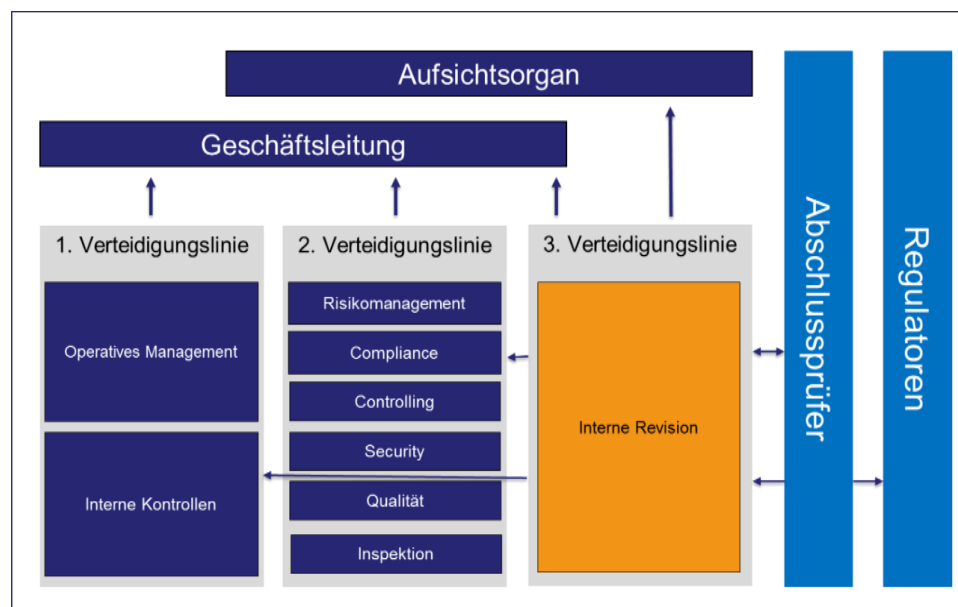 Aufsichtsorgan
Geschäftsleitung
1. Verteidigungslinie
Operatives Management
Interne Kontrollen
2. Verteidigungslinie
Risikomanagement
Compliance
Controlling
Security
Qualität
Inspektion
3. Verteidigungslinie
Interne Revision
Abschlussprüfer
Regulatoren